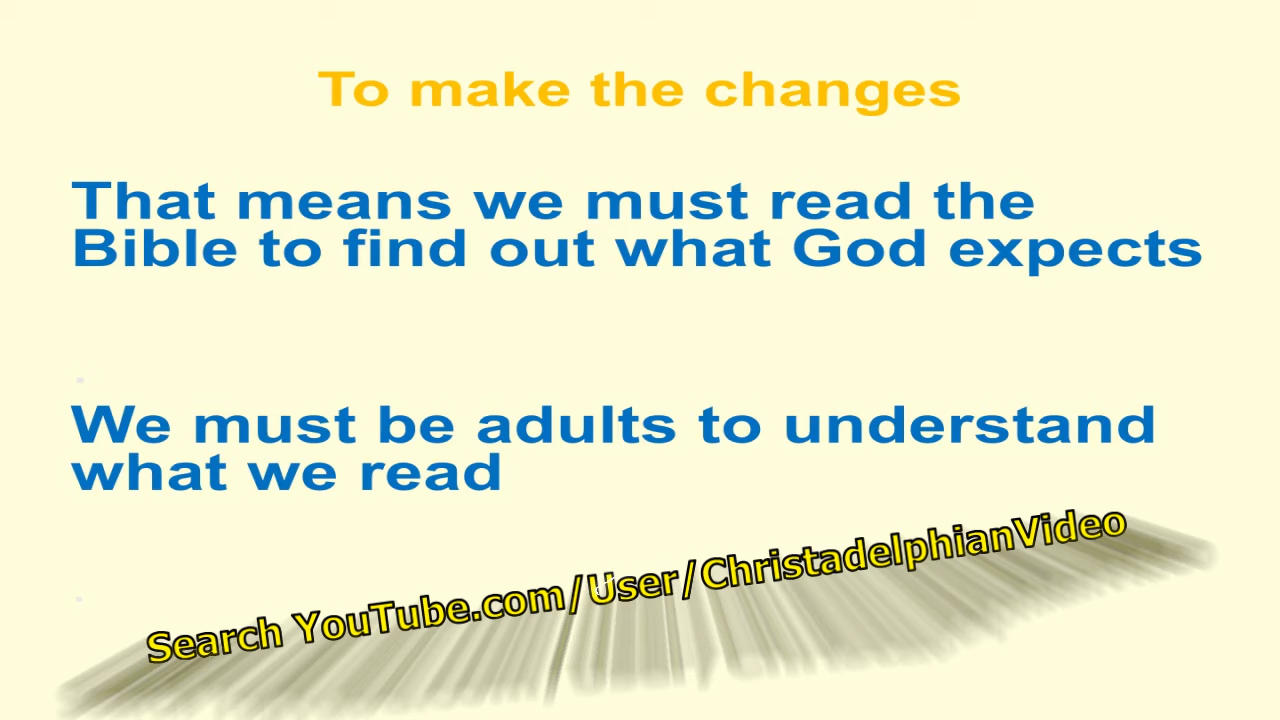 To make the changes
That means we must read the
Bible to find out what God expects
We must be adults to understand
what we read
Search YouTube.com/User/ChristadelphianVideo